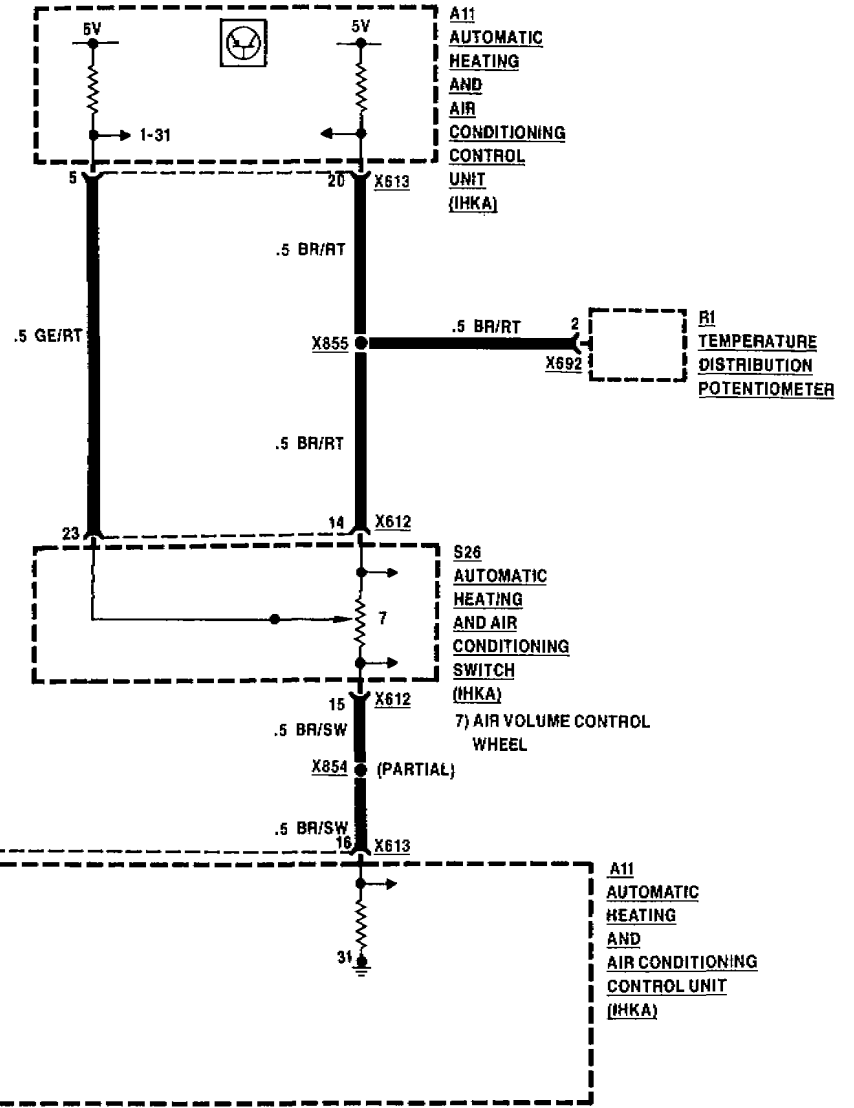 5V
5V
A11
AUTOMATIC
HEATING
AND
AIR
CONDITIONING
CONTROL
UNIT
(IHKA)
1-31
5
20 X613
.5 BR/RT
.5 GE/RT
X855
.5 BR/RT
2
X692
R1
TEMPERATURE
DISTRIBUTION
POTENTIOMETER
.5 BR/RT
23
14 X612
S26
AUTOMATIC
HEATING
AND AIR
CONDITIONING
SWITCH
(IHKA)
7
7) AIR VOLUME CONTROL
WHEEL
15 X612
.5 BR/SW
X854 (PARTIAL)
.5 BR/SW
16 X613
A11
AUTOMATIC
HEATING
AND
AIR CONDITIONING
CONTROL UNIT
(IHKA)
31